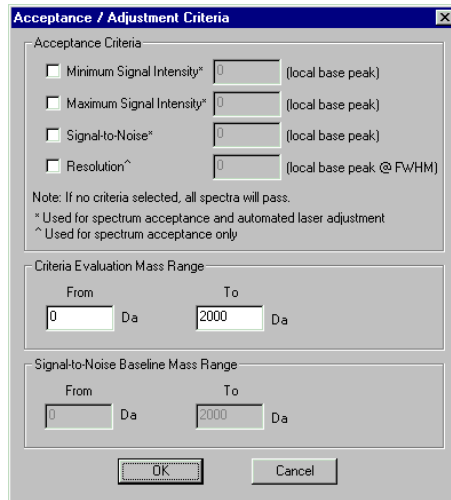 Acceptance / Adjustment Criteria
Acceptance Criteria
Minimum Signal Intensity* 0 (local base peak)
Maximum Signal Intensity* 0 (local base peak)
Signal-to-Noise* 0 (local base peak)
Resolution^ 0 (local base peak @ FWHM)
Note: If no criteria selected, all spectra will pass.
* Used for spectrum acceptance and automated laser adjustment
^ Used for spectrum acceptance only
Criteria Evaluation Mass Range
From To
0 Da 2000 Da
Signal-to-Noise Baseline Mass Range
From To
0 Da 2000 Da
OK Cancel